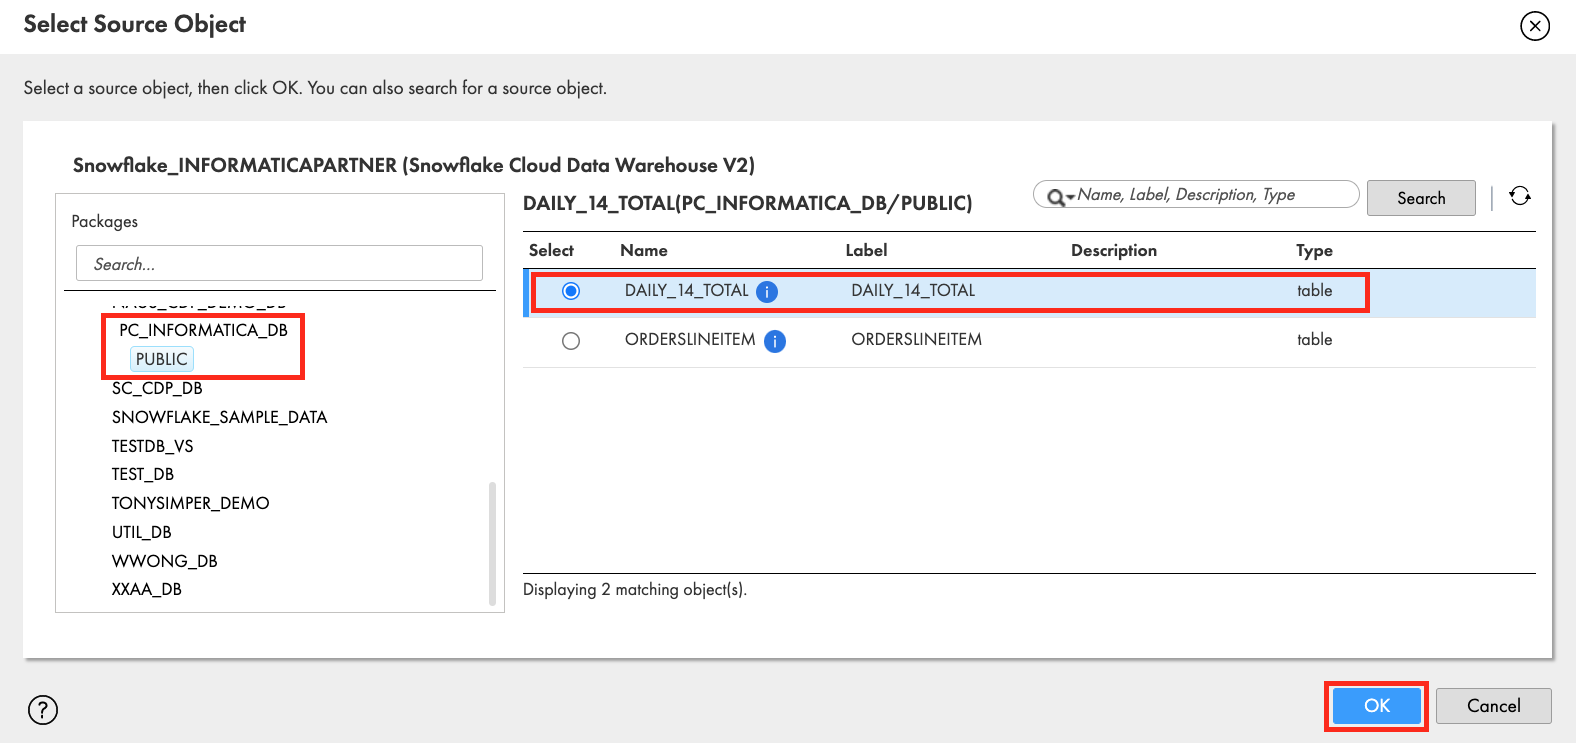 Select Source Object
Select a source object, then click OK. You can also search for a source object.
Snowflake_INFORMATICAPARTNER (Snowflake Cloud Data Warehouse V2)
Packages
Search...
PC_INFORMATICA_DB
PUBLIC
SC_CDP_DB
SNOWFLAKE_SAMPLE_DATA
TESTDB_VS
TEST_DB
TONYSIMPER_DEMO
UTIL_DB
WWONG_DB
XXAA_DB
DAILY_14_TOTAL(PC_INFORMATICA_DB/PUBLIC)
Name, Label, Description, Type
Search
Select Name Label Description Type
DAILY_14_TOTAL i DAILY_14_TOTAL table
ORDERSLINEITEM i ORDERSLINEITEM table
Displaying 2 matching object(s).
?
OK
Cancel